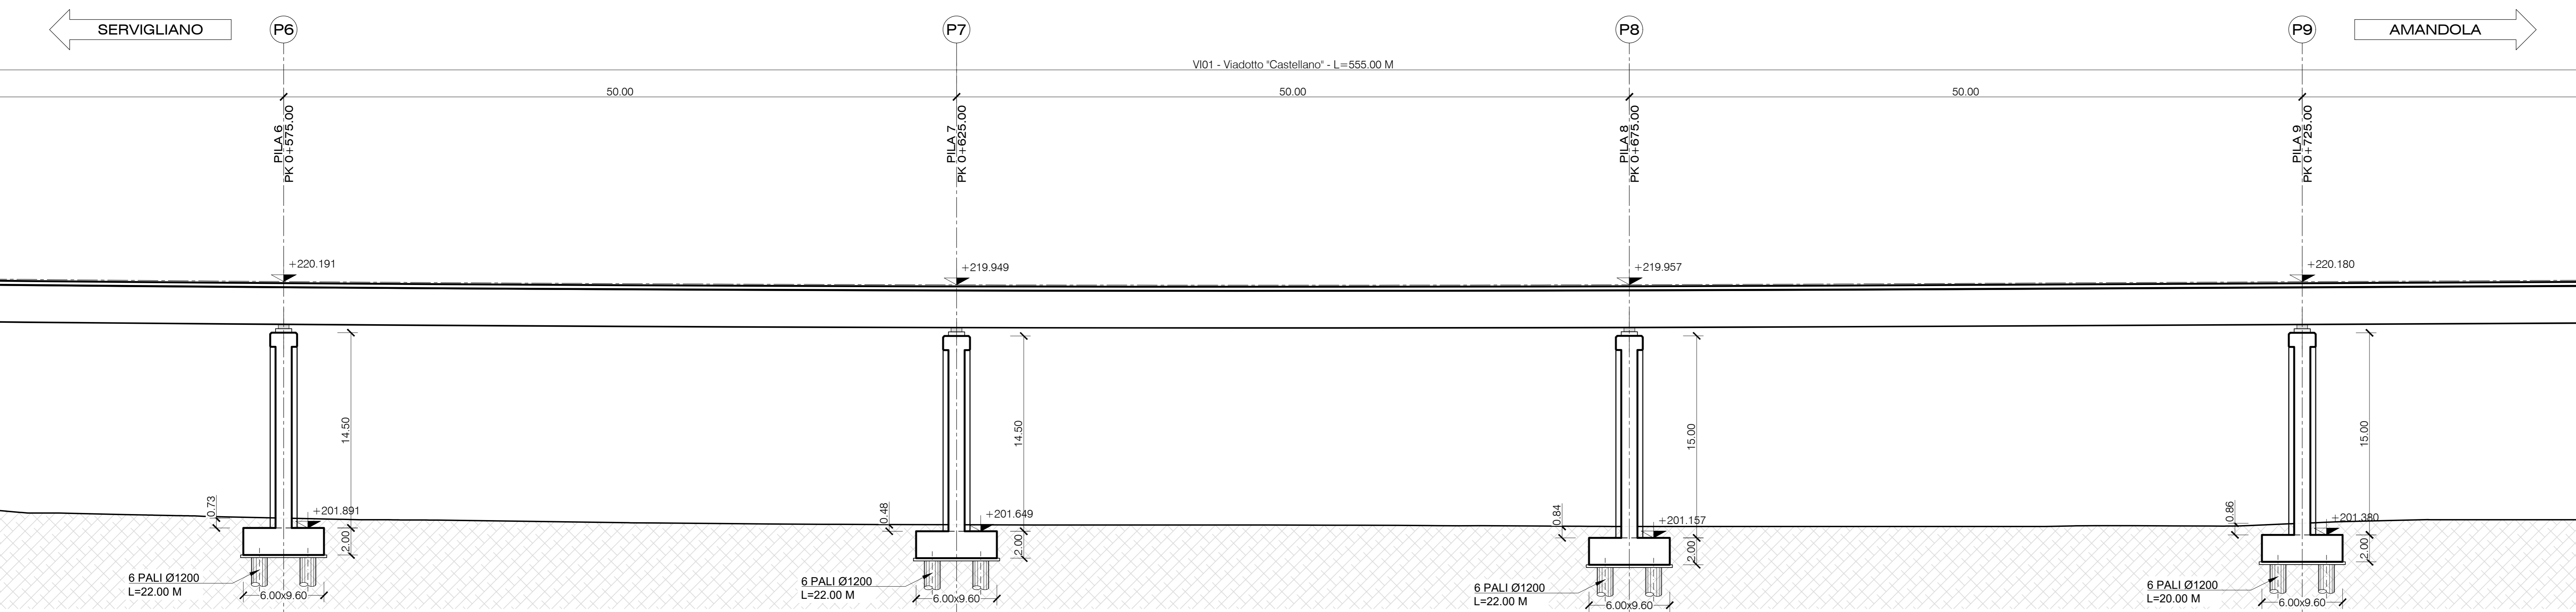 SERVIGLIANO
P6
P7
P8
P9
AMANDOLA
VI01 - Viadotto "Castellano" - L=555.00 M
50.00
50.00
50.00
PILA 6
PK 0+575.00
PILA 7
PK 0+625.00
PILA 8
PK 0+675.00
PILA 9
PK 0+725.00
+220.191
+219.949
+219.957
+220.180
14.50
14.50
15.00
15.00
0.73
+201.891
2.00
0.48
+201.649
2.00
0.84
+201.157
2.00
0.86
+201.380
2.00
6 PALI Ø1200
L=22.00 M
6.00x9.60
6 PALI Ø1200
L=22.00 M
6.00x9.60
6 PALI Ø1200
L=22.00 M
6.00x9.60
6 PALI Ø1200
L=20.00 M
6.00x9.60